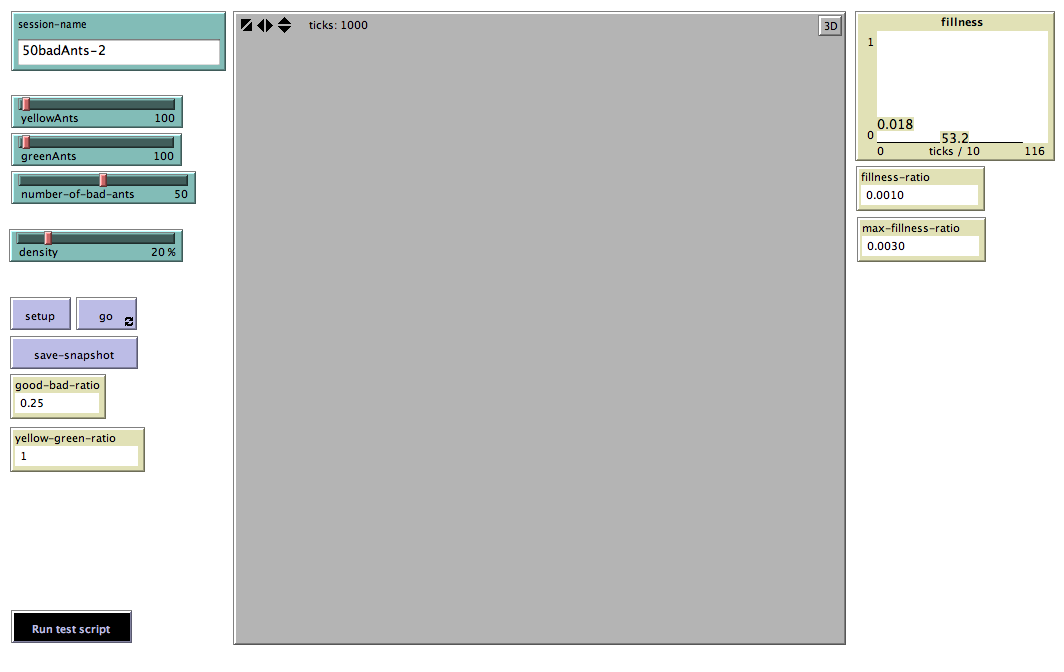 session-name
50badAnts-2
yellowAnts 100
greenAnts 100
number-of-bad-ants 50
density 20 %
setup go
save-snapshot
good-bad-ratio
0.25
yellow-green-ratio
1
Run test script
ticks: 1000
3D
fillness
1
0.018
0
53.2
0 ticks / 10 116
fillness-ratio
0.0010
max-fillness-ratio
0.0030